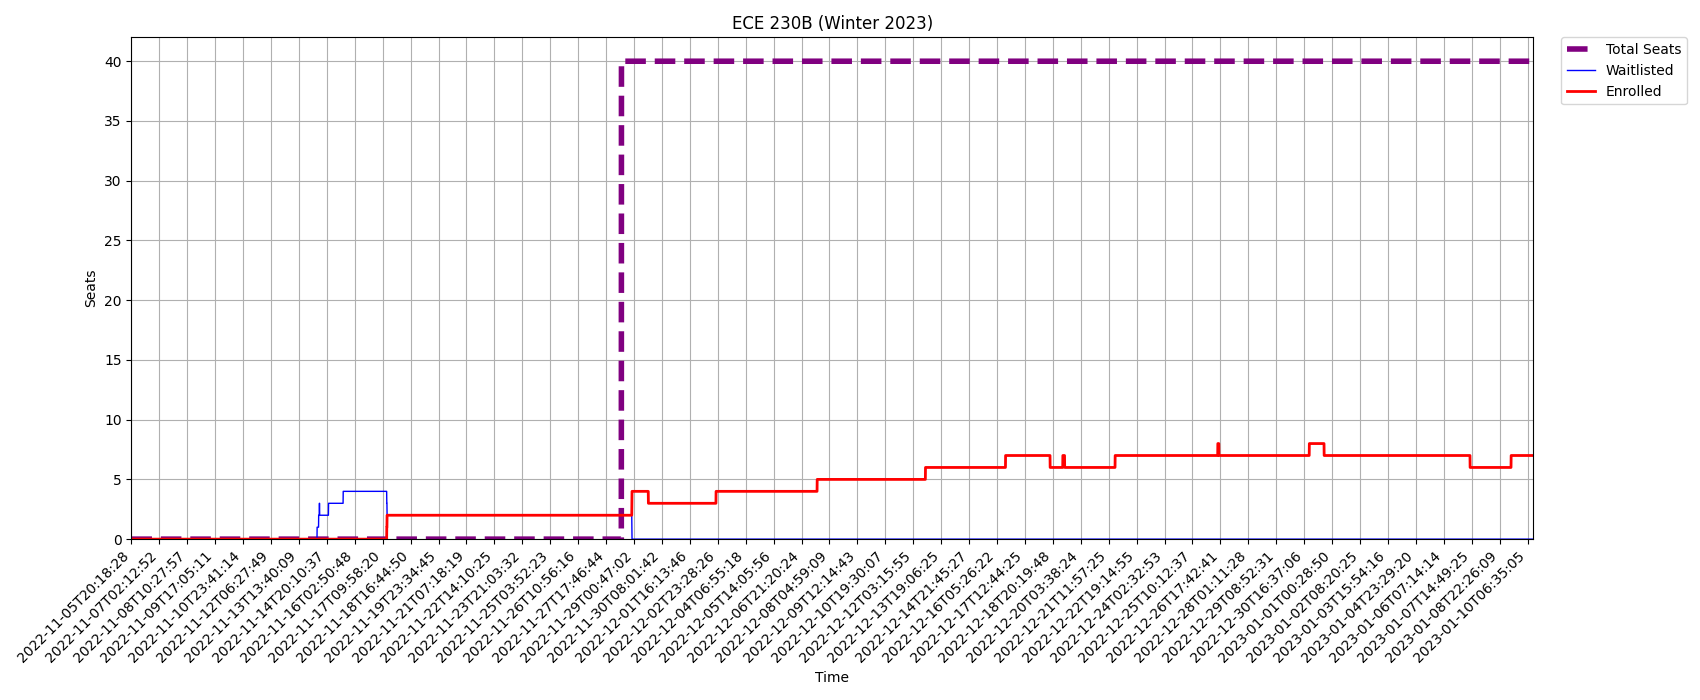 ECE 230B (Winter 2023)
Total Seats
Waitlisted
Enrolled
Seats
40
35
30
25
20
15
10
5
0
2022-11-05T20:18:28
2022-11-07T02:12:52
2022-11-08T10:27:57
2022-11-09T17:05:11
2022-11-10T23:41:14
2022-11-12T06:27:49
2022-11-13T13:40:09
2022-11-14T20:10:37
2022-11-16T02:50:48
2022-11-17T09:58:20
2022-11-18T16:44:50
2022-11-19T23:34:45
2022-11-21T07:18:19
2022-11-22T14:10:25
2022-11-23T21:03:32
2022-11-25T03:52:23
2022-11-26T10:56:16
2022-11-27T17:46:44
2022-11-29T00:47:02
2022-11-30T08:01:42
2022-12-01T16:13:46
2022-12-02T23:28:26
2022-12-04T06:55:18
2022-12-05T14:05:56
2022-12-06T21:20:24
2022-12-08T04:59:09
2022-12-09T12:14:43
2022-12-10T19:30:07
2022-12-12T03:15:55
2022-12-13T19:06:25
2022-12-14T21:45:27
2022-12-16T05:26:22
2022-12-17T12:44:25
2022-12-18T20:19:48
2022-12-20T03:38:24
2022-12-21T11:57:25
2022-12-22T19:14:55
2022-12-24T02:32:53
2022-12-25T10:12:37
2022-12-26T17:42:41
2022-12-28T01:11:28
2022-12-29T08:52:31
2022-12-30T16:37:06
2023-01-01T00:28:50
2023-01-02T08:20:25
2023-01-03T15:54:16
2023-01-04T23:29:20
2023-01-06T07:14:14
2023-01-07T14:49:25
2023-01-08T22:26:09
2023-01-10T06:35:05
Time